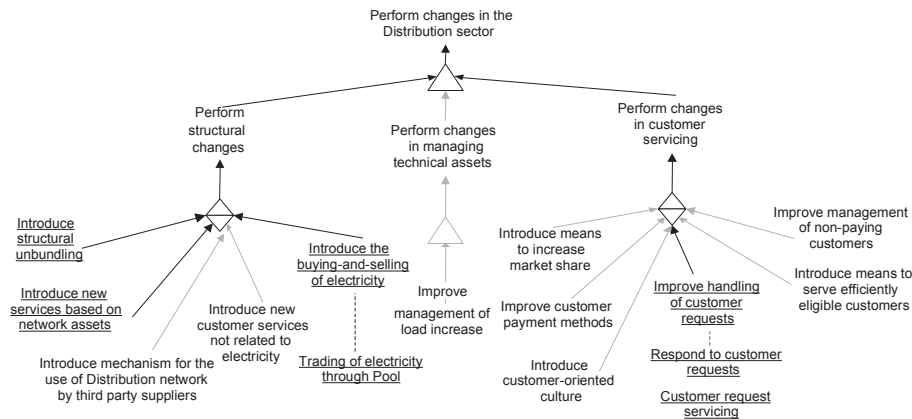 Perform changes in the
Distribution sector
Perform
structural
changes
Perform changes
in managing
technical assets
Perform changes
in customer
servicing
Introduce
structural
unbundling
Introduce new
services based on
network assets
Introduce mechanism for the
use of Distribution network
by third party suppliers
Introduce new
customer services
not related to
electricity
Introduce the
buying-and-selling
of electricity
Trading of electricity
through Pool
Improve
management of
load increase
Introduce means
to increase
market share
Improve customer
payment methods
Introduce
customer-oriented
culture
Improve handling
of customer
requests
Respond to customer
requests
Customer request
servicing
Improve management
of non-paying
customers
Introduce means to
serve efficiently
eligible customers